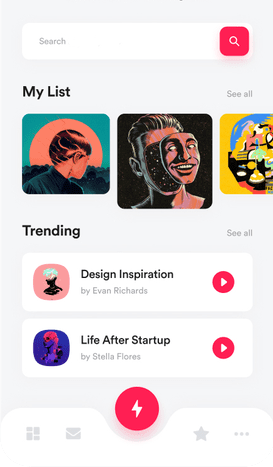 Search
My List
See all
Trending
See all
Design Inspiration
by Evan Richards
Life After Startup
by Stella Flores